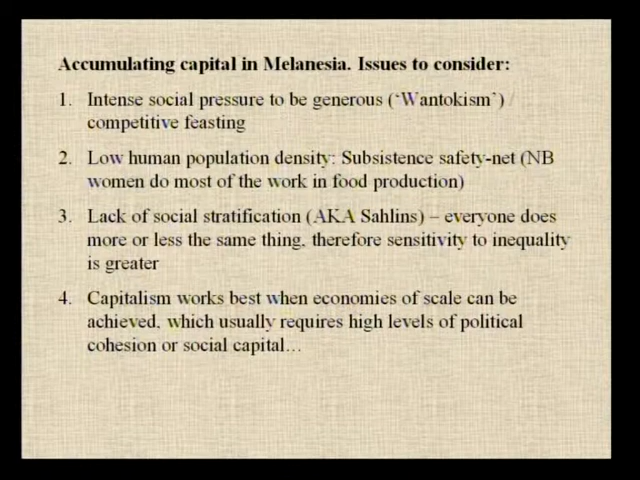 Accumulating capital in Melanesia. Issues to consider:
1. Intense social pressure to be generous (‘Wantokism’) /
competitive feasting
2. Low human population density: Subsistence safety-net (NB
women do most of the work in food production)
3. Lack of social stratification (AKA Sahlins) – everyone does
more or less the same thing, therefore sensitivity to inequality
is greater
4. Capitalism works best when economies of scale can be
achieved, which usually requires high levels of political
cohesion or social capital…